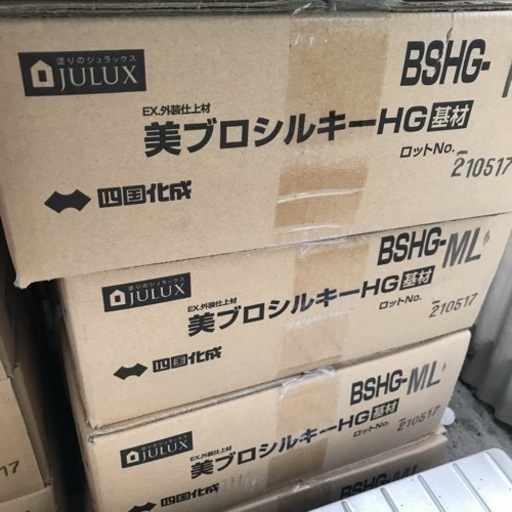 塗りのジュラックス
JULUX
BSHG-
EX.外装仕上材
美ブロシルキーHG基材
ロットNo.
210517
四国化成
塗りのジュラックス
JULUX
BSHG-ML
EX.外装仕上材
美ブロシルキーHG基材
ロットNo.
210517
四国化成
JULUX
BSHG-ML
EX.外装仕上材
美ブロシルキーHG基材
ロットNo.
210517
四国化成
BSHG-ML
17